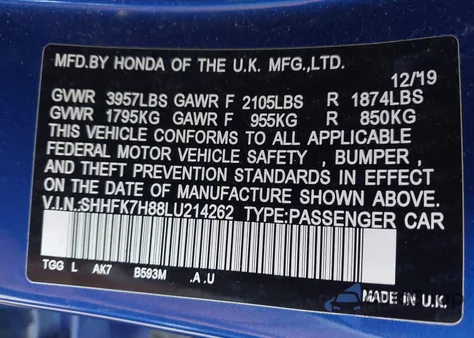 MFD.BY HONDA OF THE U.K. MFG.,LTD.
12/19
GVWR 3957LBS GAWR F 2105LBS R 1874LBS
GVWR 1795KG GAWR F 955KG R 850KG
THIS VEHICLE CONFORMS TO ALL APPLICABLE
FEDERAL MOTOR VEHICLE SAFETY , BUMPER ,
AND THEFT PREVENTION STANDARDS IN EFFECT
ON THE DATE OF MANUFACTURE SHOWN ABOVE.
V.I.N.:SHHFK7H88LU214262 TYPE:PASSENGER CAR
TGG L AK7 B593M .A .U
MADE IN U.K.